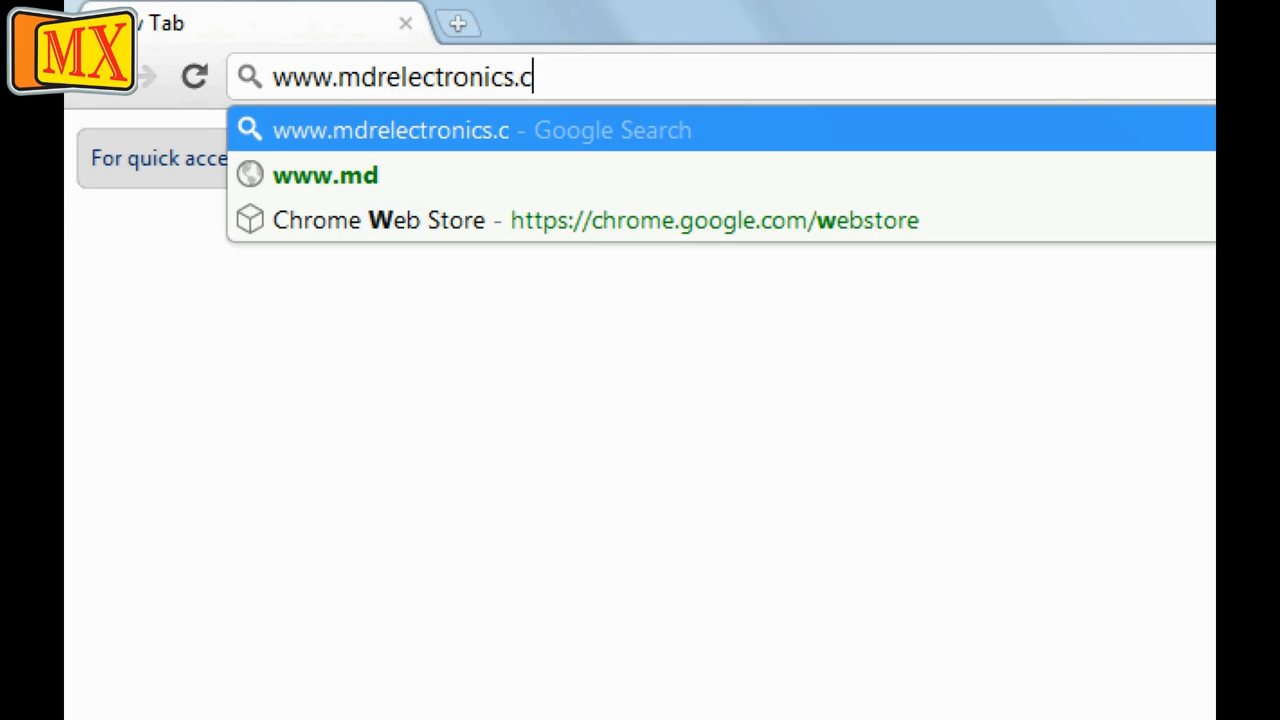 MX
Tab
www.mdrelectronics.c
www.mdrelectronics.c - Google Search
For quick acce
www.md
Chrome Web Store - https://chrome.google.com/webstore